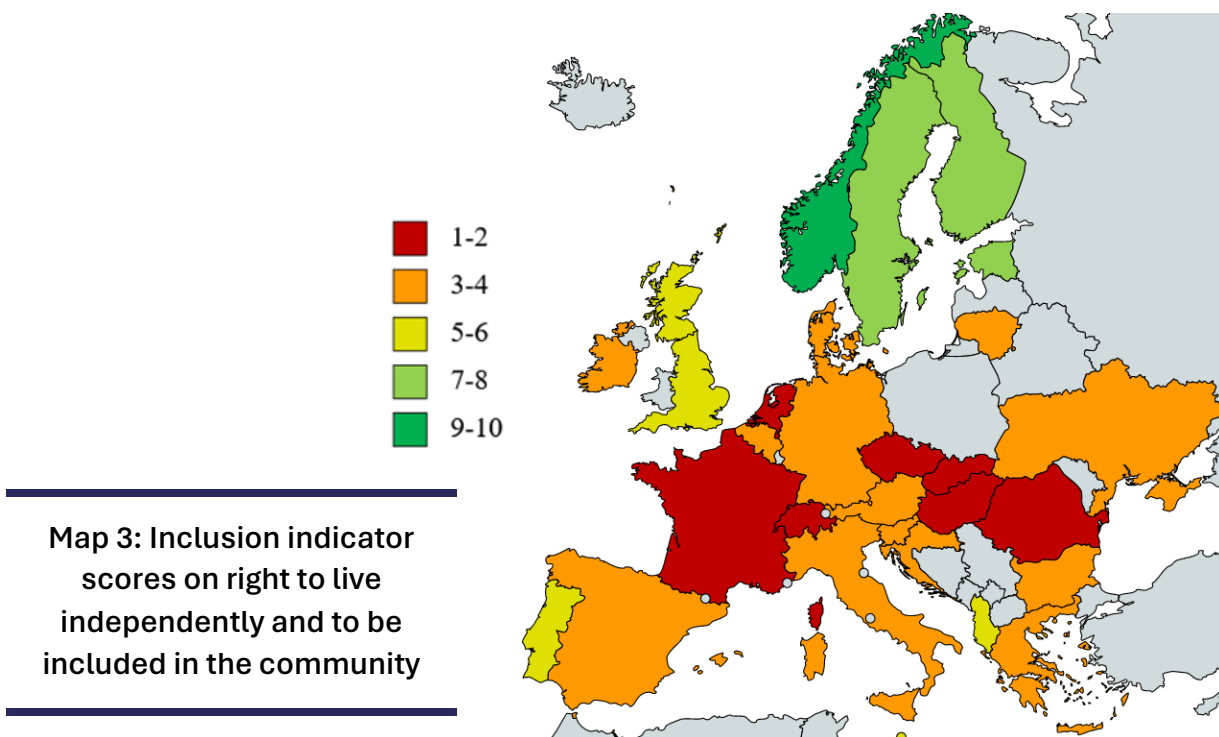 1-2
3-4
5-6
7-8
9-10
Map 3: Inclusion indicator
scores on right to live
independently and to be
included in the community